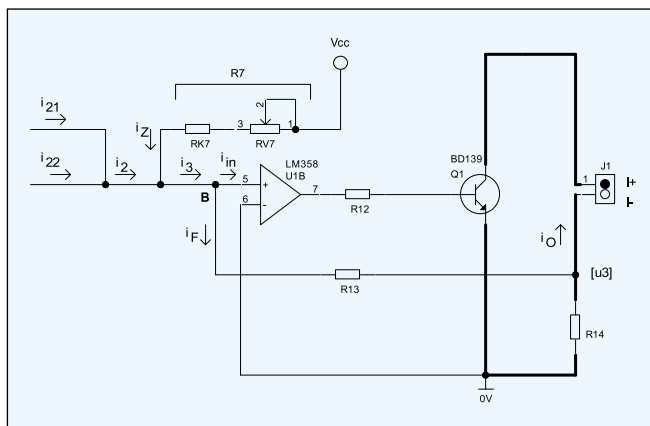 Vcc
R7
i21
iZ
2
3
1
RK7
RV7
i22
i2
i3
iin
LM358
U1B
BD139
Q1
J1
1
I+
I-
5
+
7
B
6
-
R12
iF
iO
[u3]
R13
R14
0V